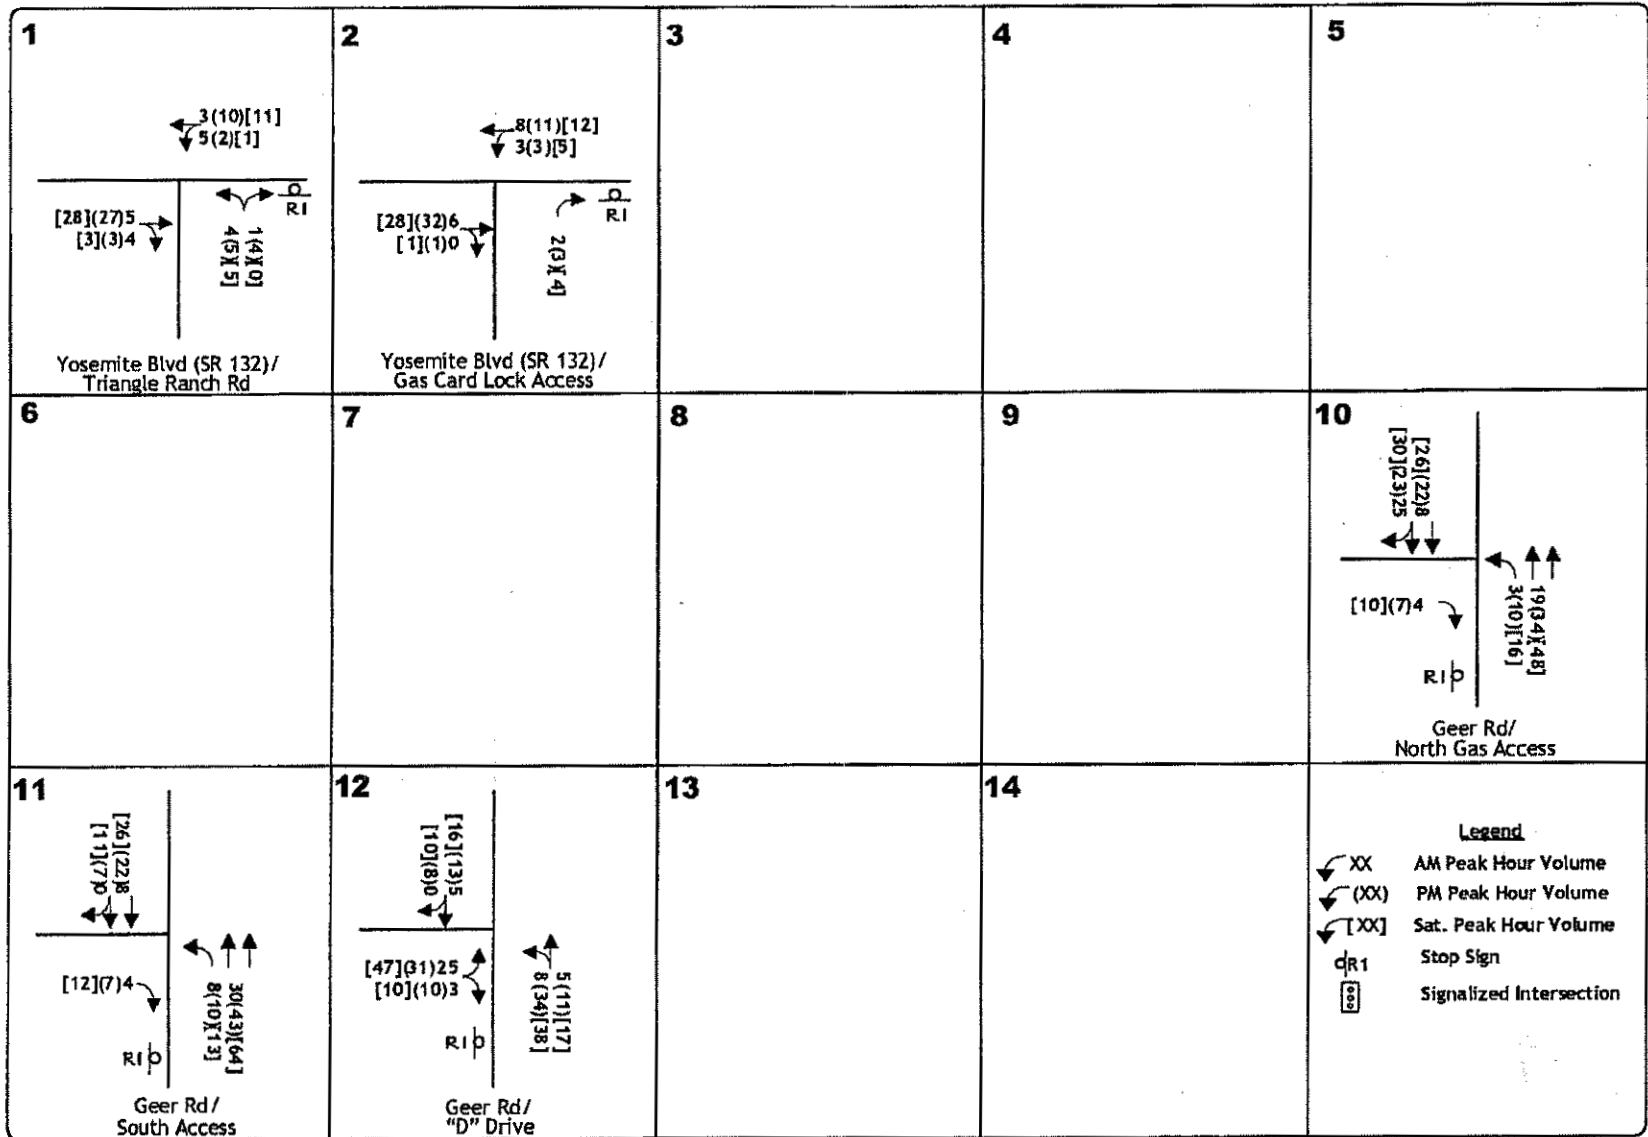 1
3(10)[11]
5(2)[1]
R1
[28](27)5
[3](3)4
1(4)[0]
4(5)[5]
Yosemite Blvd (SR 132)/
Triangle Ranch Rd
2
8(11)[12]
3(3)[5]
R1
[28](32)6
[1](1)0
2(3)[4]
Yosemite Blvd (SR 132)/
Gas Card Lock Access
3
4
5
6
7
8
9
10
[26](22)8
[30](23)25
[10](7)4
19(34)[48]
3(10)[16]
R1
Geer Rd/
North Gas Access
11
[26](22)8
[11](7)0
[12](7)4
30(43)[64]
8(10)[13]
R1
Geer Rd/
South Access
12
[16](13)5
[10](8)0
[47](31)25
[10](10)3
5(11)[17]
8(34)[38]
R1
Geer Rd/
"D" Drive
13
14
Legend
XX AM Peak Hour Volume
(XX) PM Peak Hour Volume
[XX] Sat. Peak Hour Volume
R1 Stop Sign
Signalized Intersection